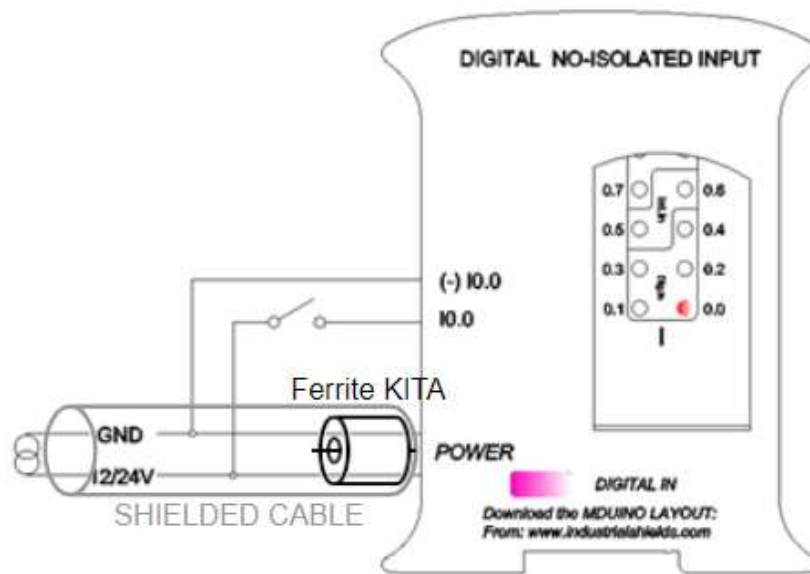 DIGITAL NO-ISOLATED INPUT
0.7 0.6
0.5 0.4
0.3 0.2
0.1 0.0
(-) I0.0
I0.0
Ferrite KITA
GND
12/24V
SHIELDED CABLE
POWER
DIGITAL IN
Download the MDUINO LAYOUT:
From: www.industrialshields.com